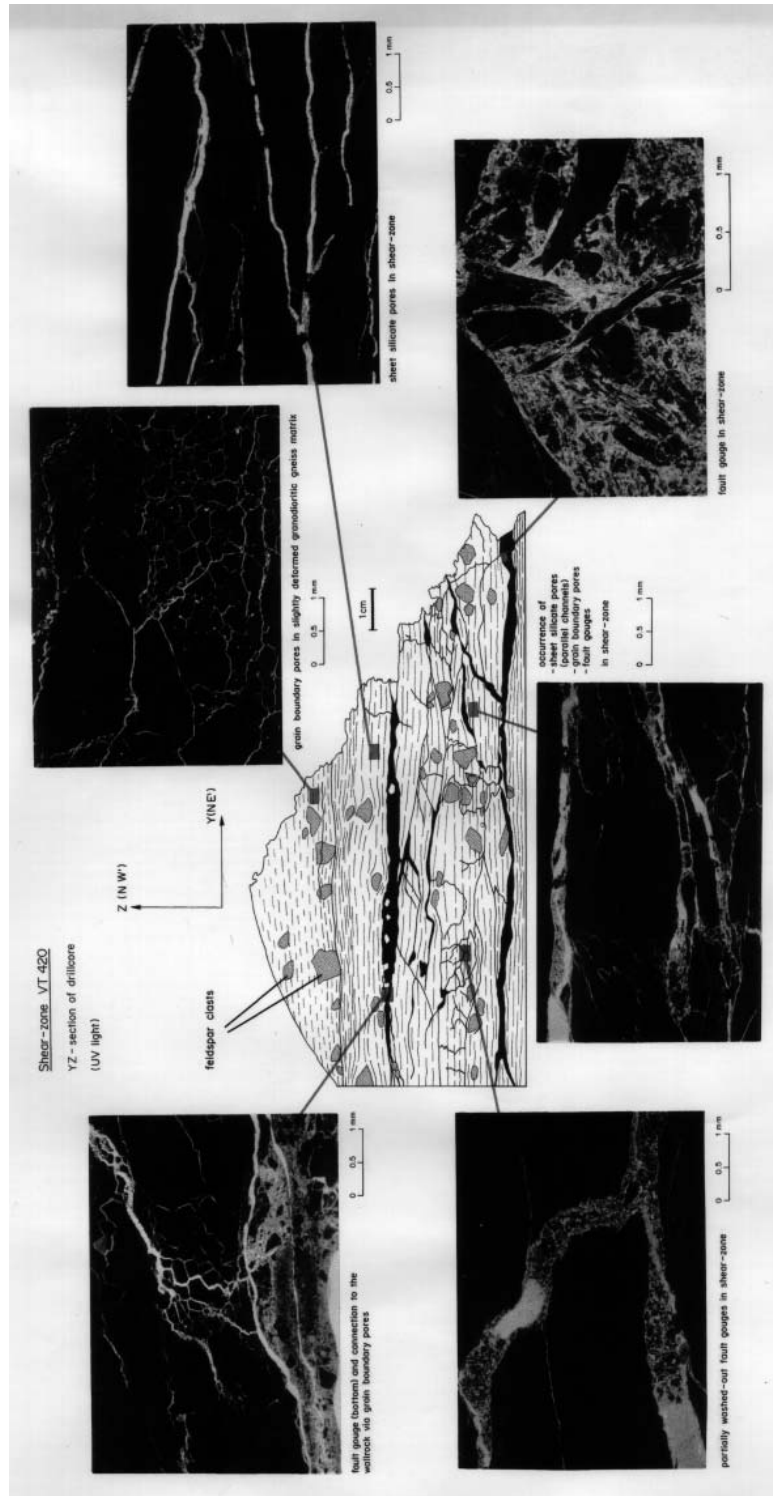 Shear-zone VT 420
YZ-section of drillcore
(UV light)
Z (NW')
Y(NE')
feldspar clasts
1cm
fault gouge (bottom) and connection to the
wallrock via grain boundary pores
0 0.5 1 mm
grain boundary pores in slightly deformed granodioritic gneiss matrix
0 0.5 1 mm
sheet silicate pores in shear-zone
0 0.5 1 mm
partially washed-out fault gouges in shear-zone
0 0.5 1 mm
occurrence of
- sheet silicate pores
(parallel channels)
- grain boundary pores
- fault gouges
in shear-zone
0 0.5 1 mm
fault gouge in shear-zone
0 0.5 1 mm